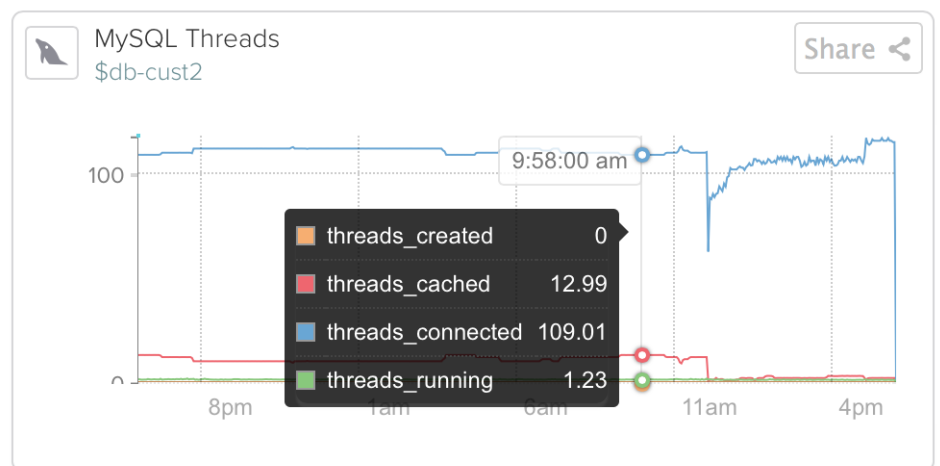 MySQL Threads
$db-cust2
Share
9:58:00 am
100
threads_created 0
threads_cached 12.99
threads_connected 109.01
threads_running 1.23
0
8pm 1am 6am 11am 4pm